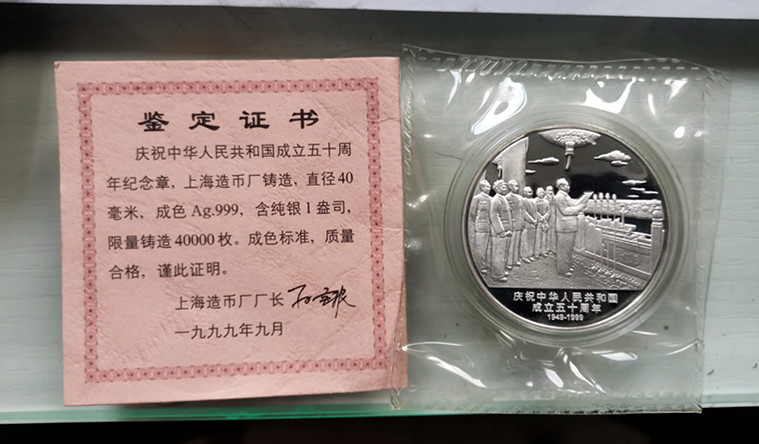 鉴定证书
庆祝中华人民共和国成立五十周
年纪念章，上海造币厂铸造，直径40
毫米，成色Ag.999，含纯银1盎司，
限量铸造40000枚。成色标准，质量
合格，谨此证明。
上海造币厂厂长
一九九九年九月
庆祝中华人民共和国
成立五十周年
1949-1999